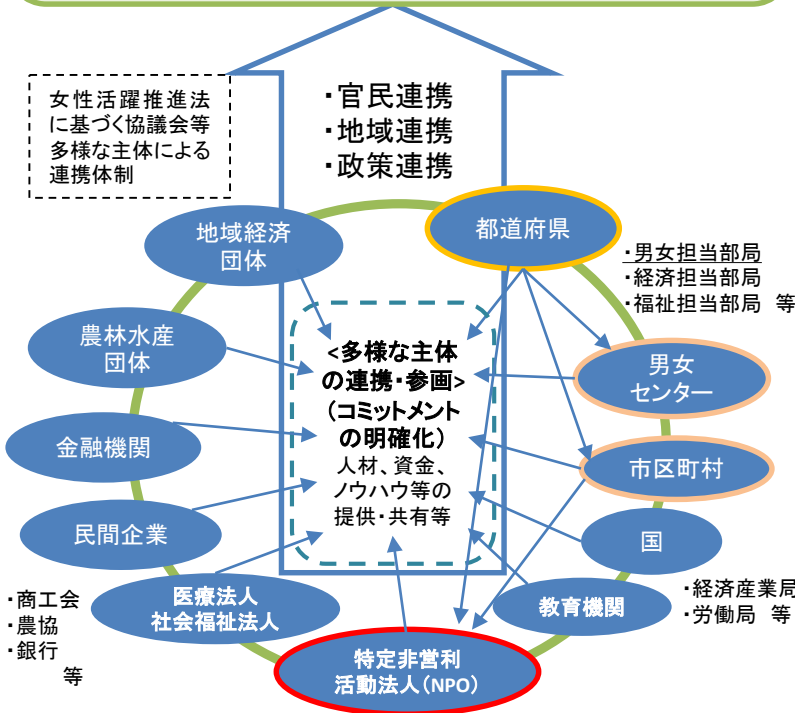 女性活躍推進法
に基づく協議会等
多様な主体による
連携体制
・官民連携
・地域連携
・政策連携
地域経済
団体
都道府県
・男女担当部局
・経済担当部局
・福祉担当部局 等
農林水産
団体
<多様な主体
の連携・参画>
(コミットメント
の明確化)
人材、資金、
ノウハウ等の
提供・共有等
男女
センター
金融機関
市区町村
民間企業
国
・商工会
・農協
・銀行
等
医療法人
社会福祉法人
教育機関
・経済産業局
・労働局 等
特定非営利
活動法人(NPO)